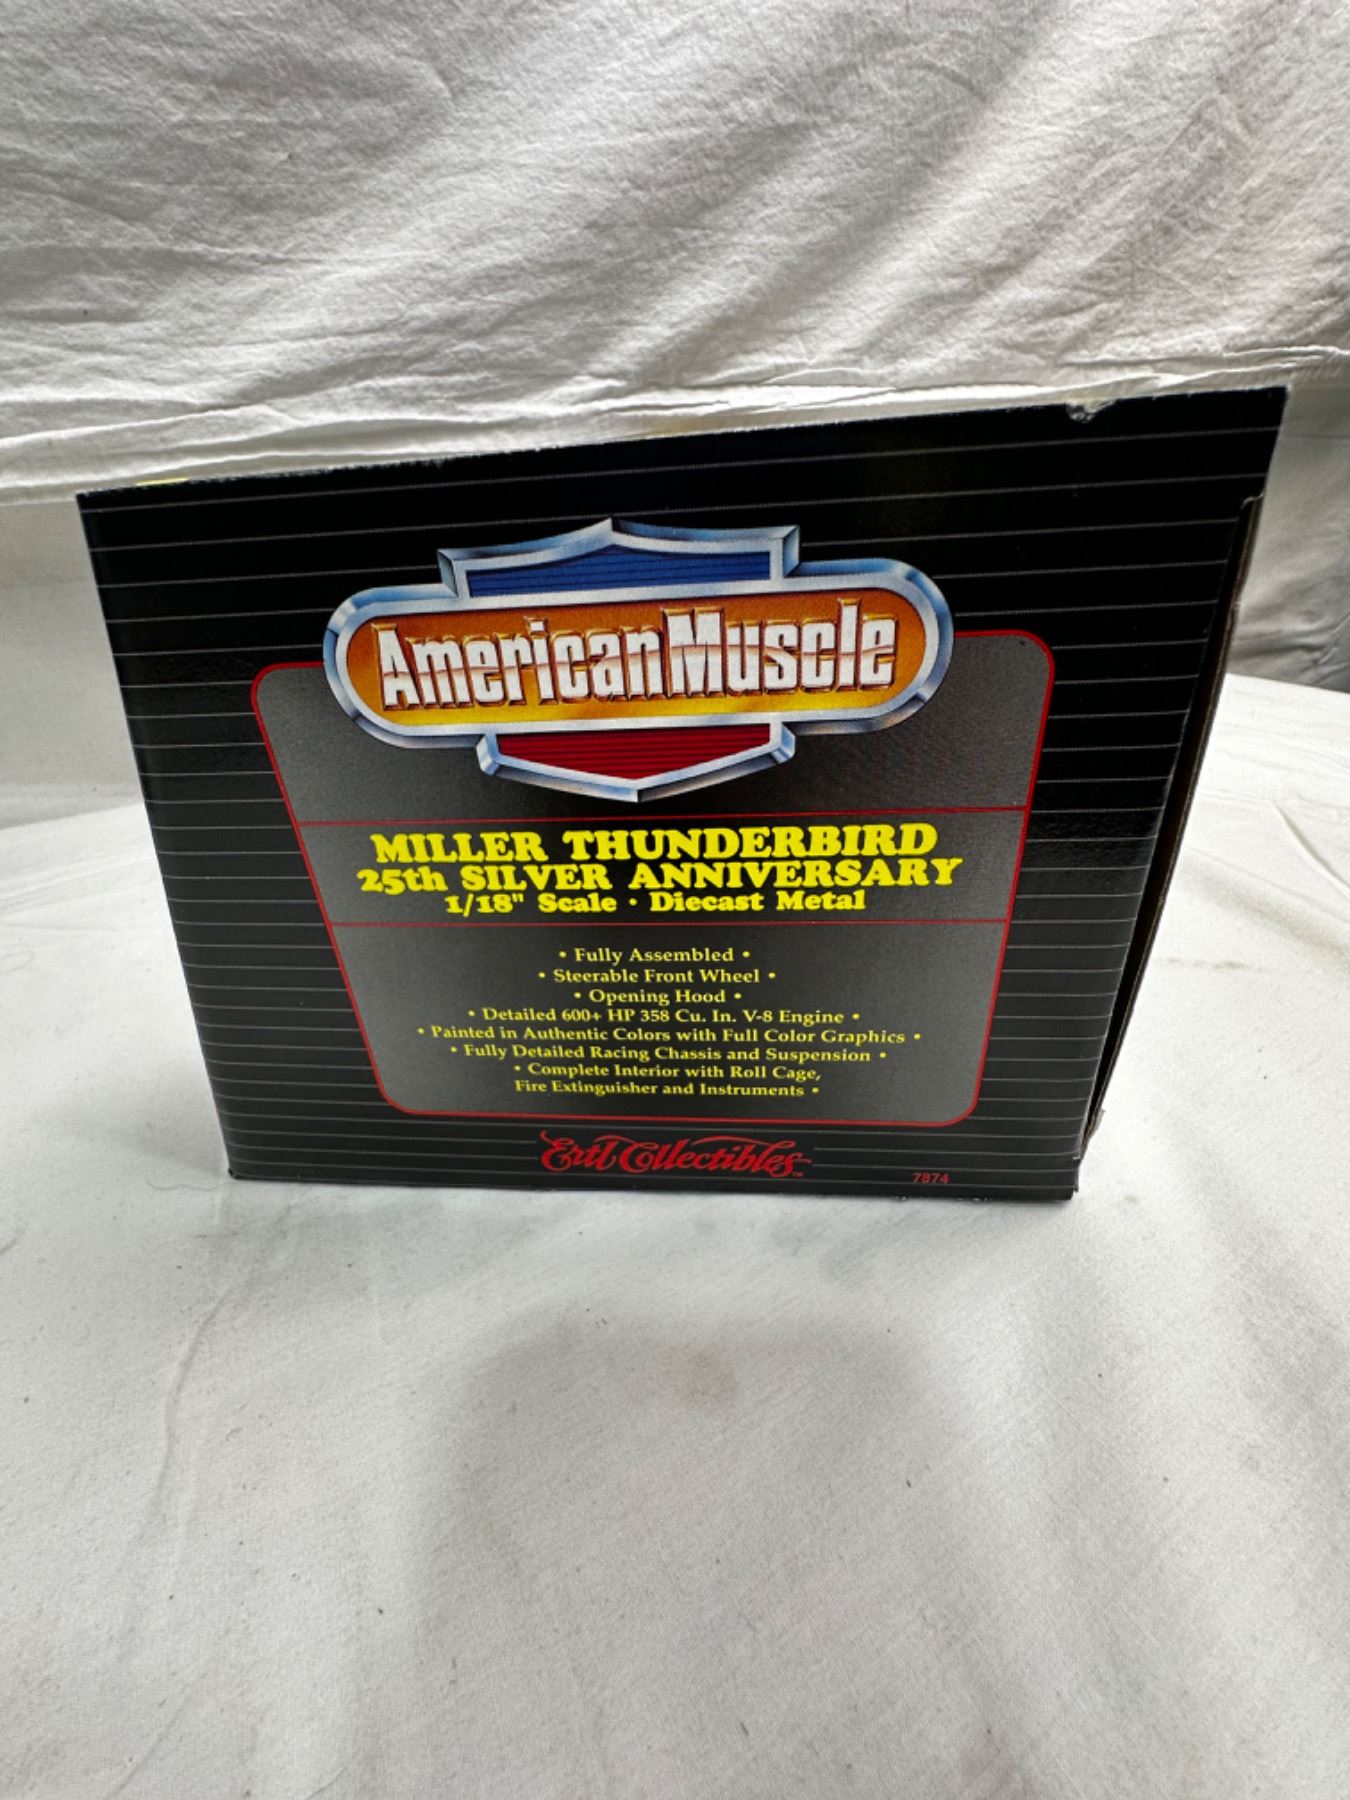 AmericanMuscle
MILLER THUNDERBIRD
25th SILVER ANNIVERSARY
1/18" Scale • Diecast Metal
• Fully Assembled •
• Steerable Front Wheel •
• Opening Hood •
• Detailed 600+ HP 358 Cu. In. V-8 Engine •
• Painted in Authentic Colors with Full Color Graphics •
• Fully Detailed Racing Chassis and Suspension •
• Complete Interior with Roll Cage,
Fire Extinguisher and Instruments •
Ertl Collectibles™
7874